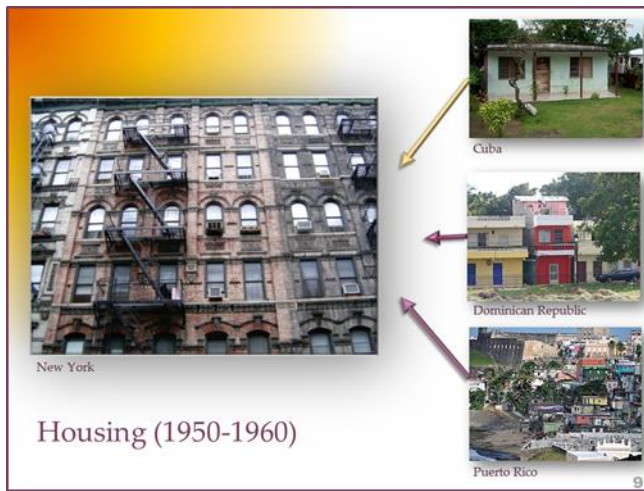 Cuba
New York
Dominican Republic
Housing (1950-1960)
Puerto Rico
9